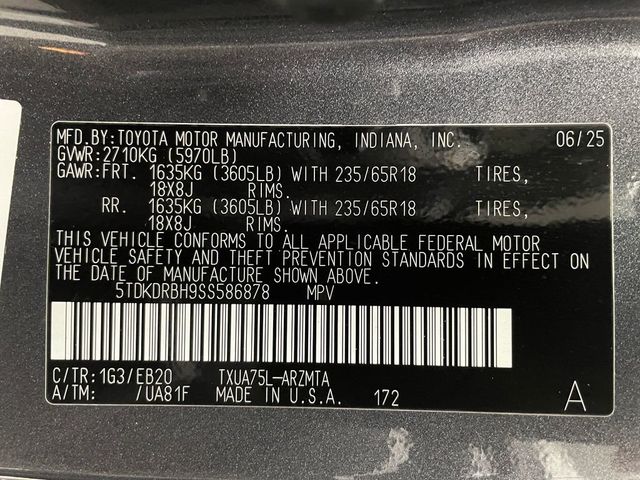 MFD.BY:TOYOTA MOTOR MANUFACTURING, INDIANA, INC. 06/25
GVWR:2710KG (5970LB)
GAWR:FRT. 1635KG (3605LB) WITH 235/65R18 TIRES,
18X8J RIMS.
RR. 1635KG (3605LB) WITH 235/65R18 TIRES,
18X8J RIMS.
THIS VEHICLE CONFORMS TO ALL APPLICABLE FEDERAL MOTOR
VEHICLE SAFETY AND THEFT PREVENTION STANDARDS IN EFFECT ON
THE DATE OF MANUFACTURE SHOWN ABOVE.
5TDKDRBH9SS586878 MPV
C/TR:1G3/EB20 TXUA75L-ARZMTA
A/TM: /UA81F MADE IN U.S.A. 172 A